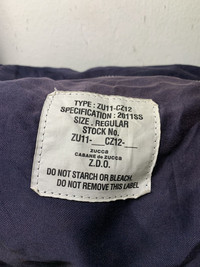 TYPE : ZU11-CZ12
SPECIFICATION : 2011SS
SIZE . REGULAR
STOCK No.
ZU11-___CZ12-___
ZUCCa
CABANE de ZUCCa
Z.D.O.
DO NOT STARCH OR BLEACH.
DO NOT REMOVE THIS LABEL